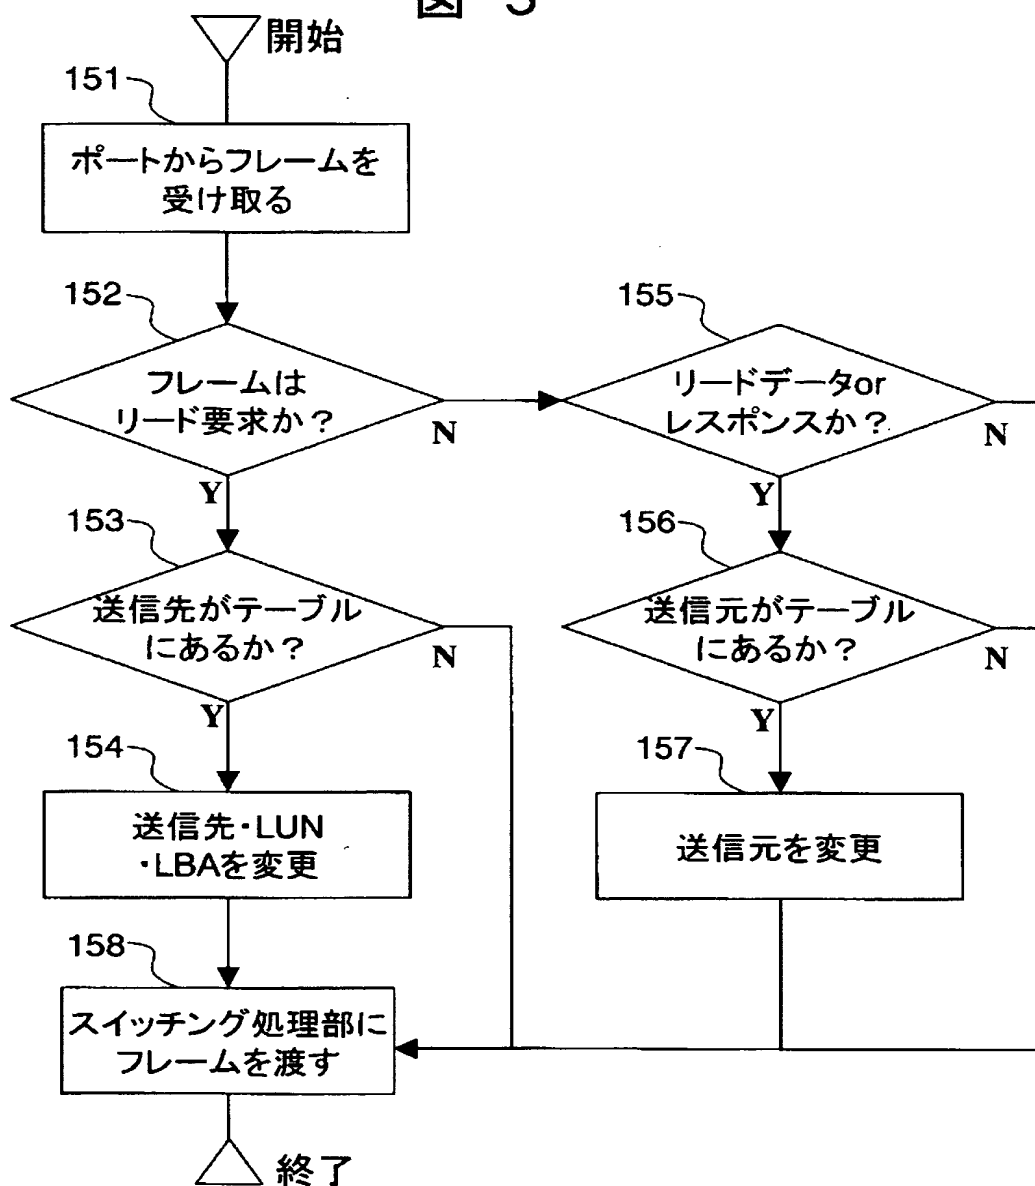 図 5
開始
151
ポートからフレームを
受け取る
152
フレームは
リード要求か？
N
Y
155
リードデータor
レスポンスか？
N
Y
153
送信先がテーブル
にあるか？
N
Y
156
送信元がテーブル
にあるか？
N
Y
154
送信先・LUN
・LBAを変更
157
送信元を変更
158
スイッチング処理部に
フレームを渡す
終了